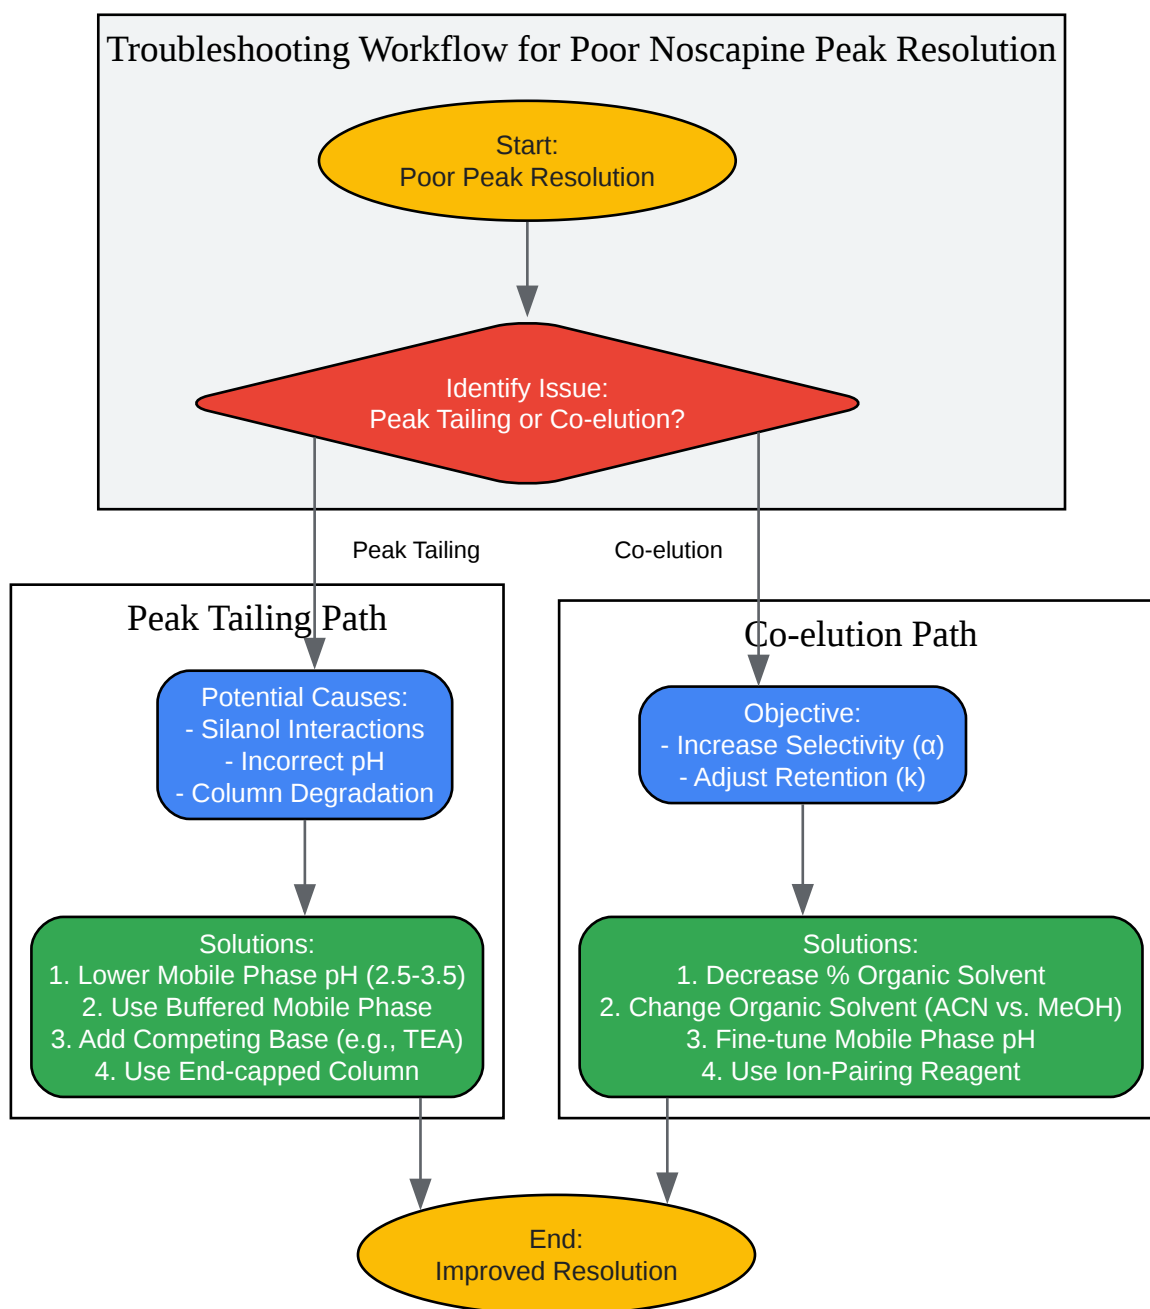 Troubleshooting Workflow for Poor Noscapine Peak Resolution
Start:
Poor Peak Resolution
Identify Issue:
Peak Tailing or Co-elution?
Peak Tailing
Co-elution
Peak Tailing Path
Potential Causes:
- Silanol Interactions
- Incorrect pH
- Column Degradation
Solutions:
1. Lower Mobile Phase pH (2.5-3.5)
2. Use Buffered Mobile Phase
3. Add Competing Base (e.g., TEA)
4. Use End-capped Column
Co-elution Path
Objective:
- Increase Selectivity (α)
- Adjust Retention (k)
Solutions:
1. Decrease % Organic Solvent
2. Change Organic Solvent (ACN vs. MeOH)
3. Fine-tune Mobile Phase pH
4. Use Ion-Pairing Reagent
End:
Improved Resolution